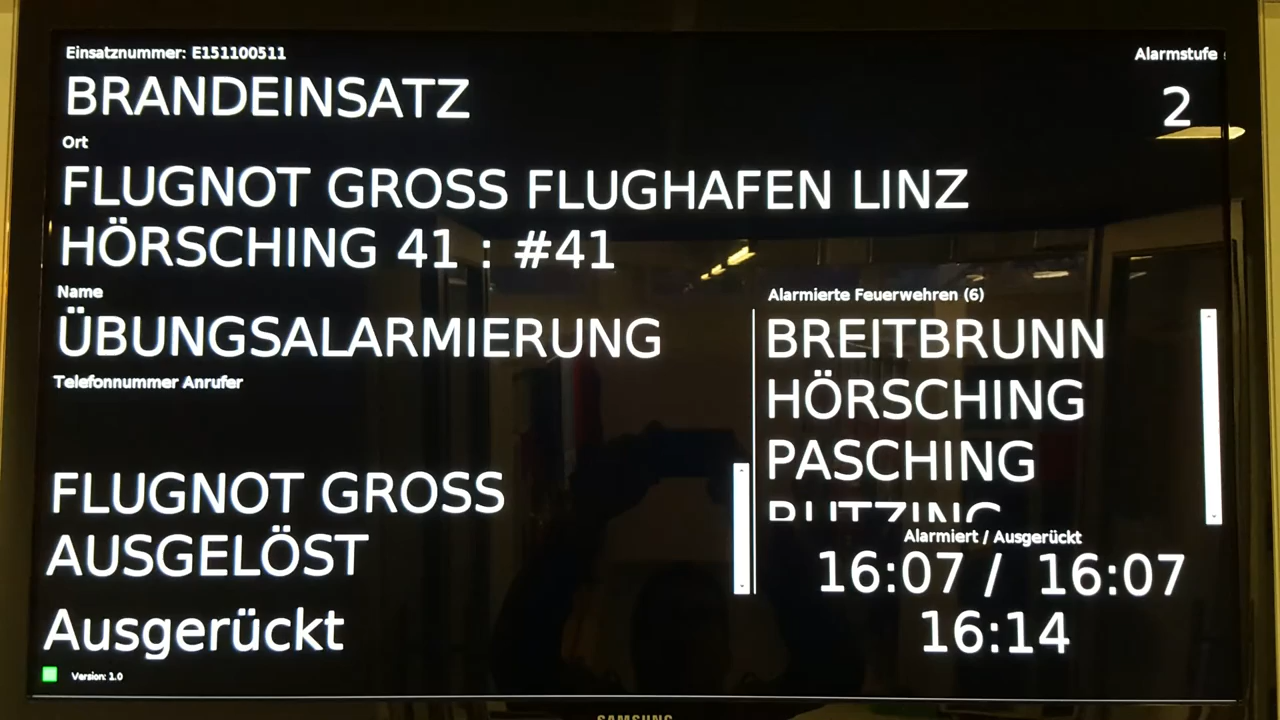 Einsatznummer: E151100511
Alarmstufe
BRANDEINSATZ
2
Ort
FLUGNOT GROSS FLUGHAFEN LINZ
HÖRSCHING 41 : #41
Name
ÜBUNGSALARMIERUNG
Telefonnummer Anrufer
FLUGNOT GROSS
AUSGELÖST
Ausgerückt
Version: 1.0
Alarmierte Feuerwehren (6)
BREITBRUNN
HÖRSCHING
PASCHING
Alarmiert / Ausgerückt
16:07 / 16:07
16:14
SAMSUNG